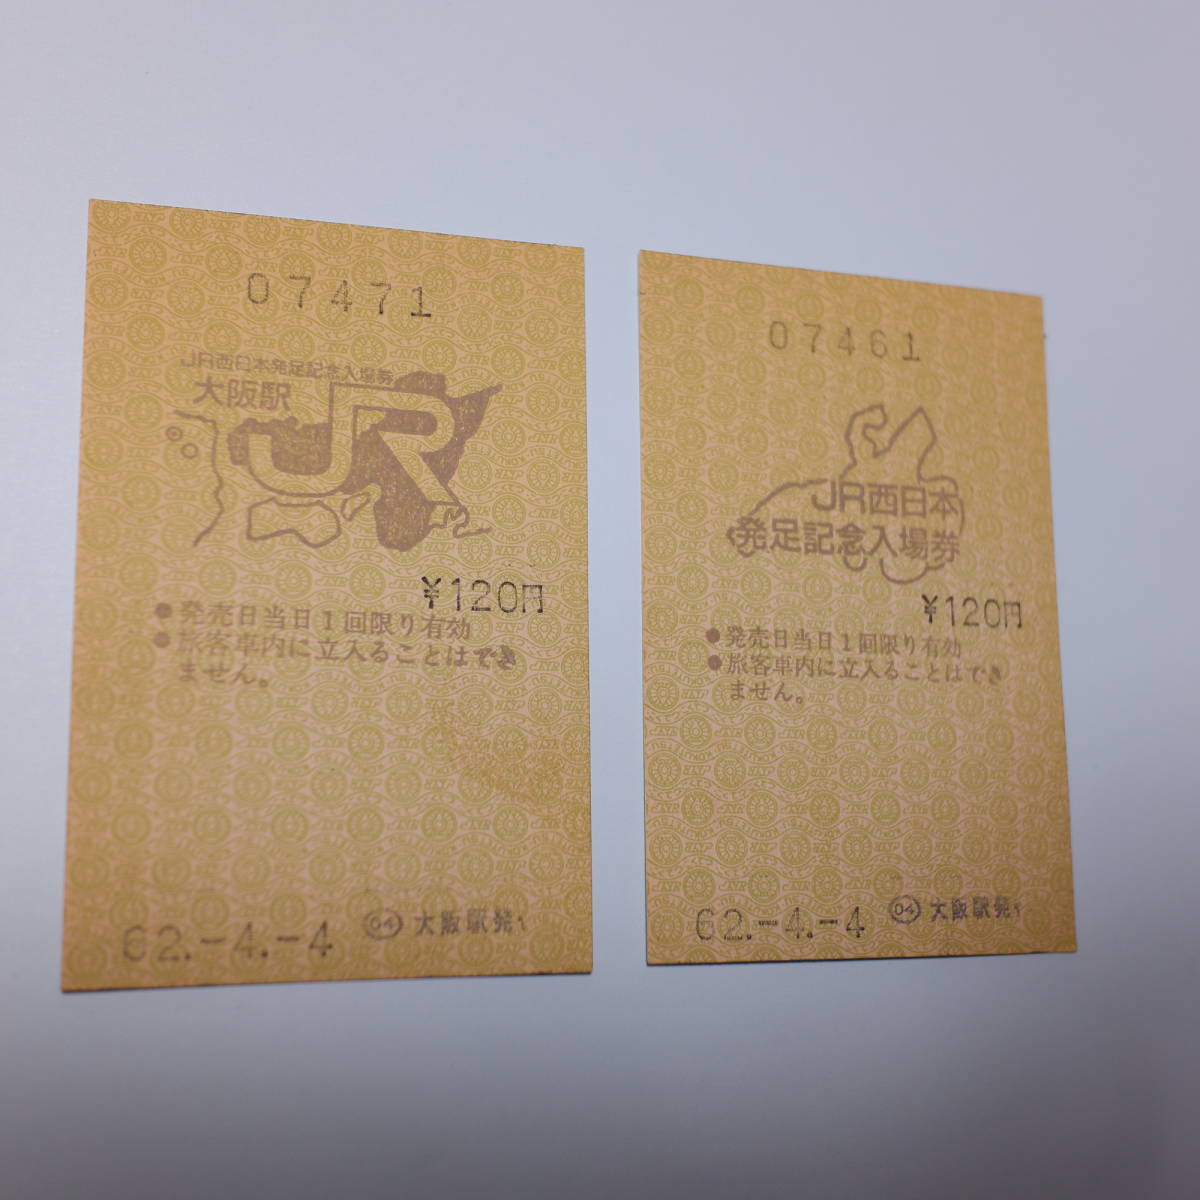 07471
JR西日本発足記念入場券
大阪駅
JR
¥120円
●発売日当日1回限り有効
●旅客車内に立入ることはでき
ません。
62.-4.-4 04 大阪駅発1
07461
JR西日本
発足記念入場券
¥120円
●発売日当日1回限り有効
●旅客車内に立入ることはでき
ません。
62.-4.-4 04 大阪駅発1